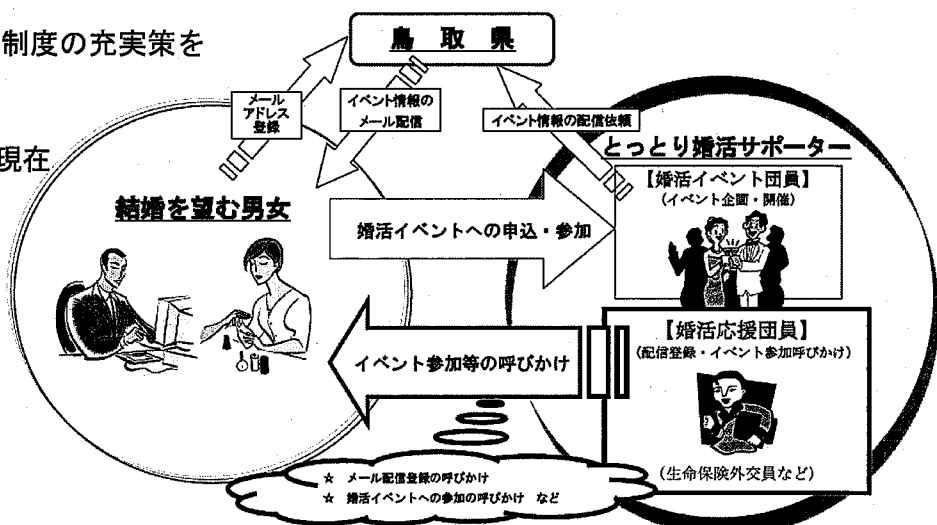 制度の充実策を
鳥取県
メール
アドレス
登録
イベント情報の
メール配信
イベント情報の配信依頼
現在
とっとり婚活サポーター
【婚活イベント団員】
(イベント企画・開催)
結婚を望む男女
婚活イベントへの申込・参加
【婚活応援団員】
(配信登録・イベント参加呼びかけ)
イベント参加等の呼びかけ
(生命保険外交員など)
☆ メール配信登録の呼びかけ
☆ 婚活イベントへの参加の呼びかけ など